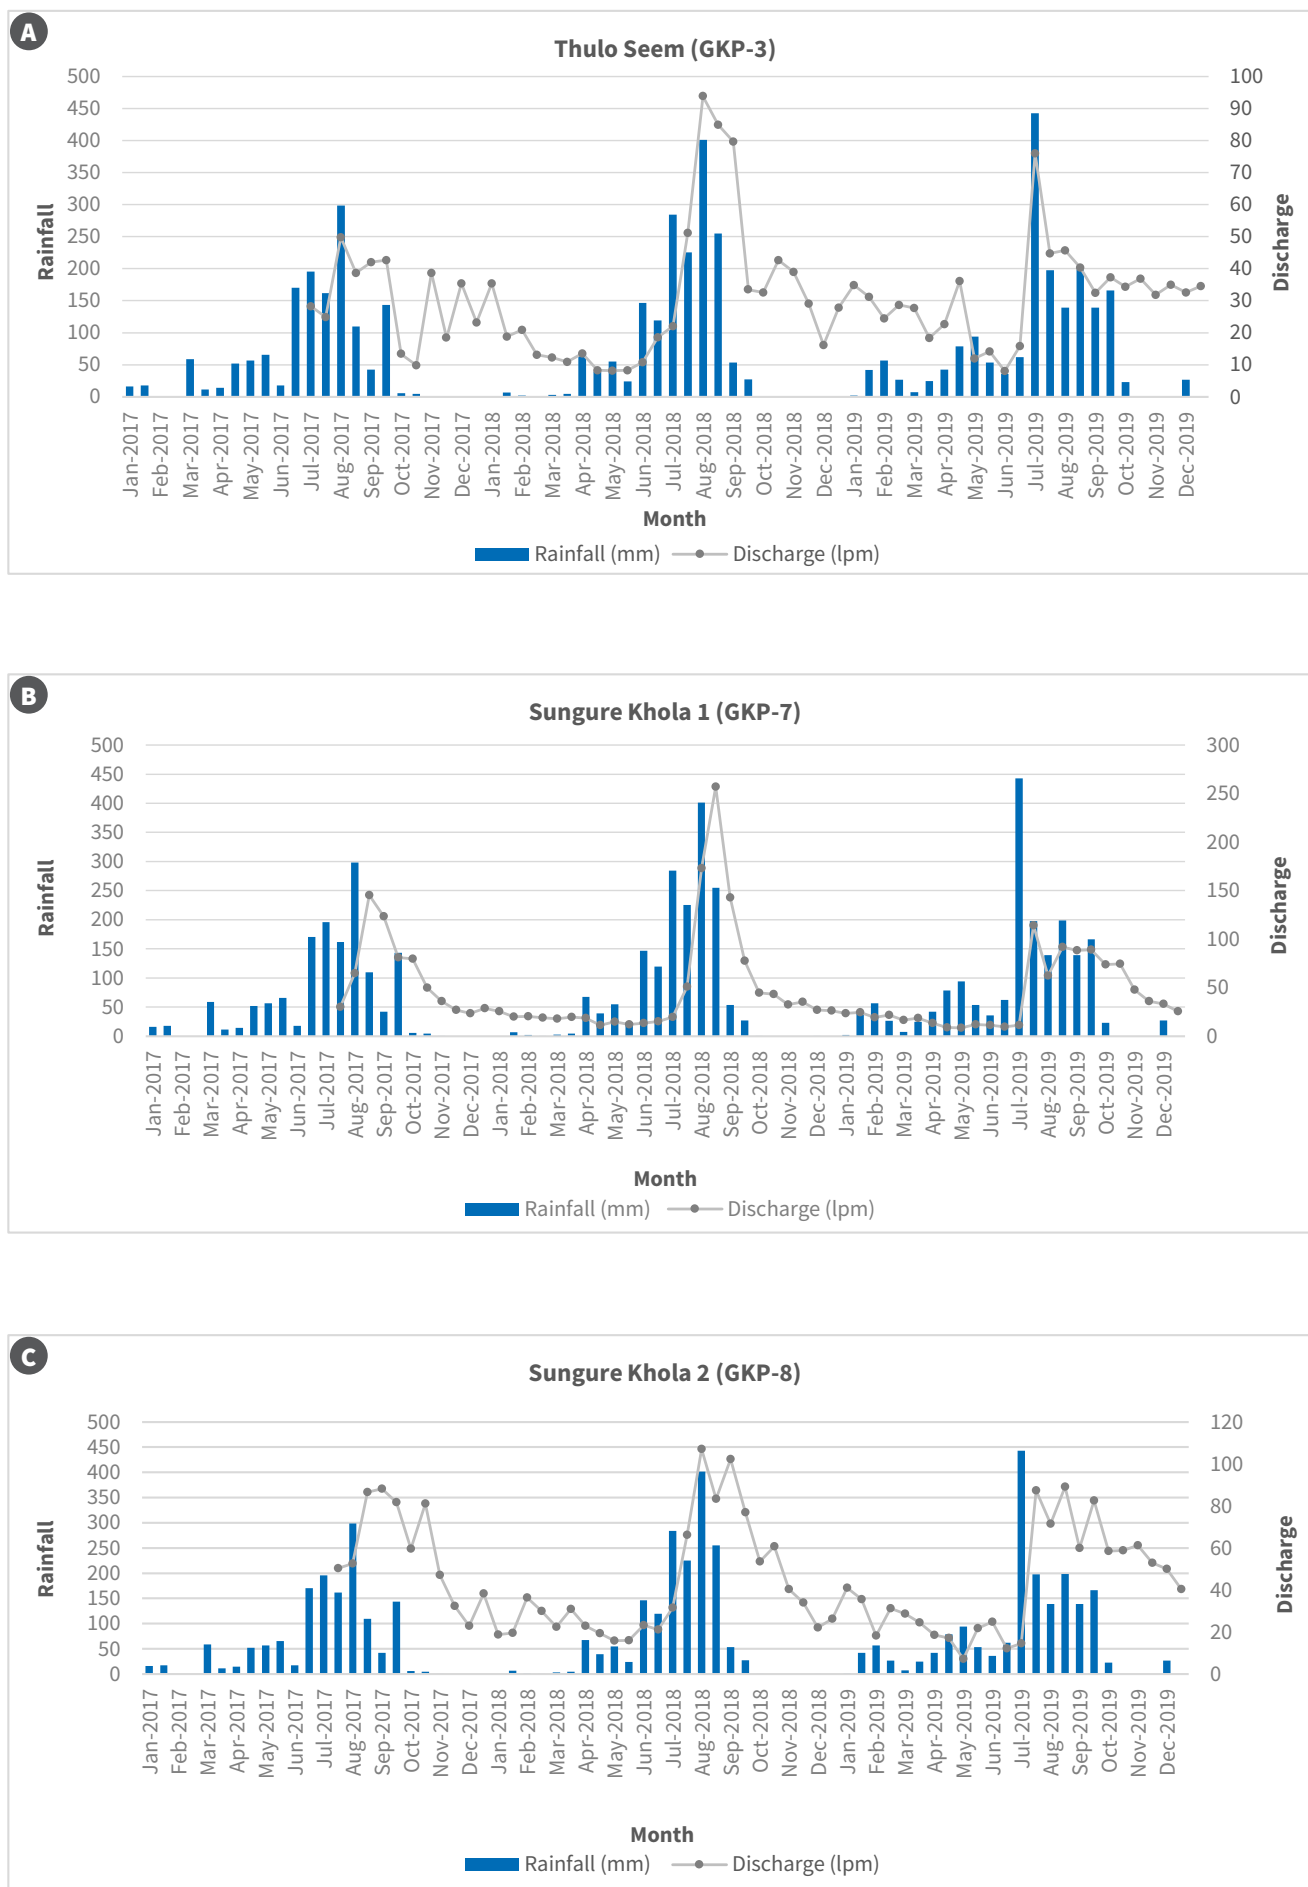 A
Thulo Seem (GKP-3)
500 100
450 90
400 80
350 70
300 60
250 50
200 40
150 30
100 20
50 10
0 0
Rainfall
Discharge
Jan-2017 Feb-2017 Mar-2017 Apr-2017 May-2017 Jun-2017 Jul-2017 Aug-2017 Sep-2017 Oct-2017 Nov-2017 Dec-2017 Jan-2018 Feb-2018 Mar-2018 Apr-2018 May-2018 Jun-2018 Jul-2018 Aug-2018 Sep-2018 Oct-2018 Nov-2018 Dec-2018 Jan-2019 Feb-2019 Mar-2019 Apr-2019 May-2019 Jun-2019 Jul-2019 Aug-2019 Sep-2019 Oct-2019 Nov-2019 Dec-2019
Month
Rainfall (mm) Discharge (lpm)
B
Sungure Khola 1 (GKP-7)
500 300
450 250
400 200
350 150
300 100
250 50
200 0
150
100
50
0
Rainfall
Discharge
Jan-2017 Feb-2017 Mar-2017 Apr-2017 May-2017 Jun-2017 Jul-2017 Aug-2017 Sep-2017 Oct-2017 Nov-2017 Dec-2017 Jan-2018 Feb-2018 Mar-2018 Apr-2018 May-2018 Jun-2018 Jul-2018 Aug-2018 Sep-2018 Oct-2018 Nov-2018 Dec-2018 Jan-2019 Feb-2019 Mar-2019 Apr-2019 May-2019 Jun-2019 Jul-2019 Aug-2019 Sep-2019 Oct-2019 Nov-2019 Dec-2019
Month
Rainfall (mm) Discharge (lpm)
C
Sungure Khola 2 (GKP-8)
500 120
450 100
400 80
350 60
300 40
250 20
200 0
150
100
50
0
Rainfall
Discharge
Jan-2017 Feb-2017 Mar-2017 Apr-2017 May-2017 Jun-2017 Jul-2017 Aug-2017 Sep-2017 Oct-2017 Nov-2017 Dec-2017 Jan-2018 Feb-2018 Mar-2018 Apr-2018 May-2018 Jun-2018 Jul-2018 Aug-2018 Sep-2018 Oct-2018 Nov-2018 Dec-2018 Jan-2019 Feb-2019 Mar-2019 Apr-2019 May-2019 Jun-2019 Jul-2019 Aug-2019 Sep-2019 Oct-2019 Nov-2019 Dec-2019
Month
Rainfall (mm) Discharge (lpm)